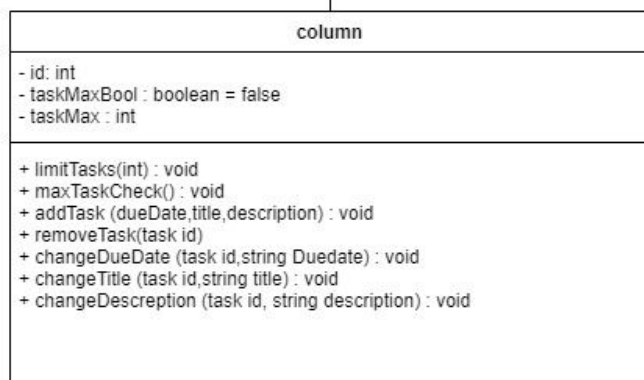 column
- id: int
- taskMaxBool : boolean = false
- taskMax : int
+ limitTasks(int) : void
+ maxTaskCheck() : void
+ addTask (dueDate,title,description) : void
+ removeTask(task id)
+ changeDueDate (task id,string Duedate) : void
+ changeTitle (task id,string title) : void
+ changeDescreption (task id, string description) : void